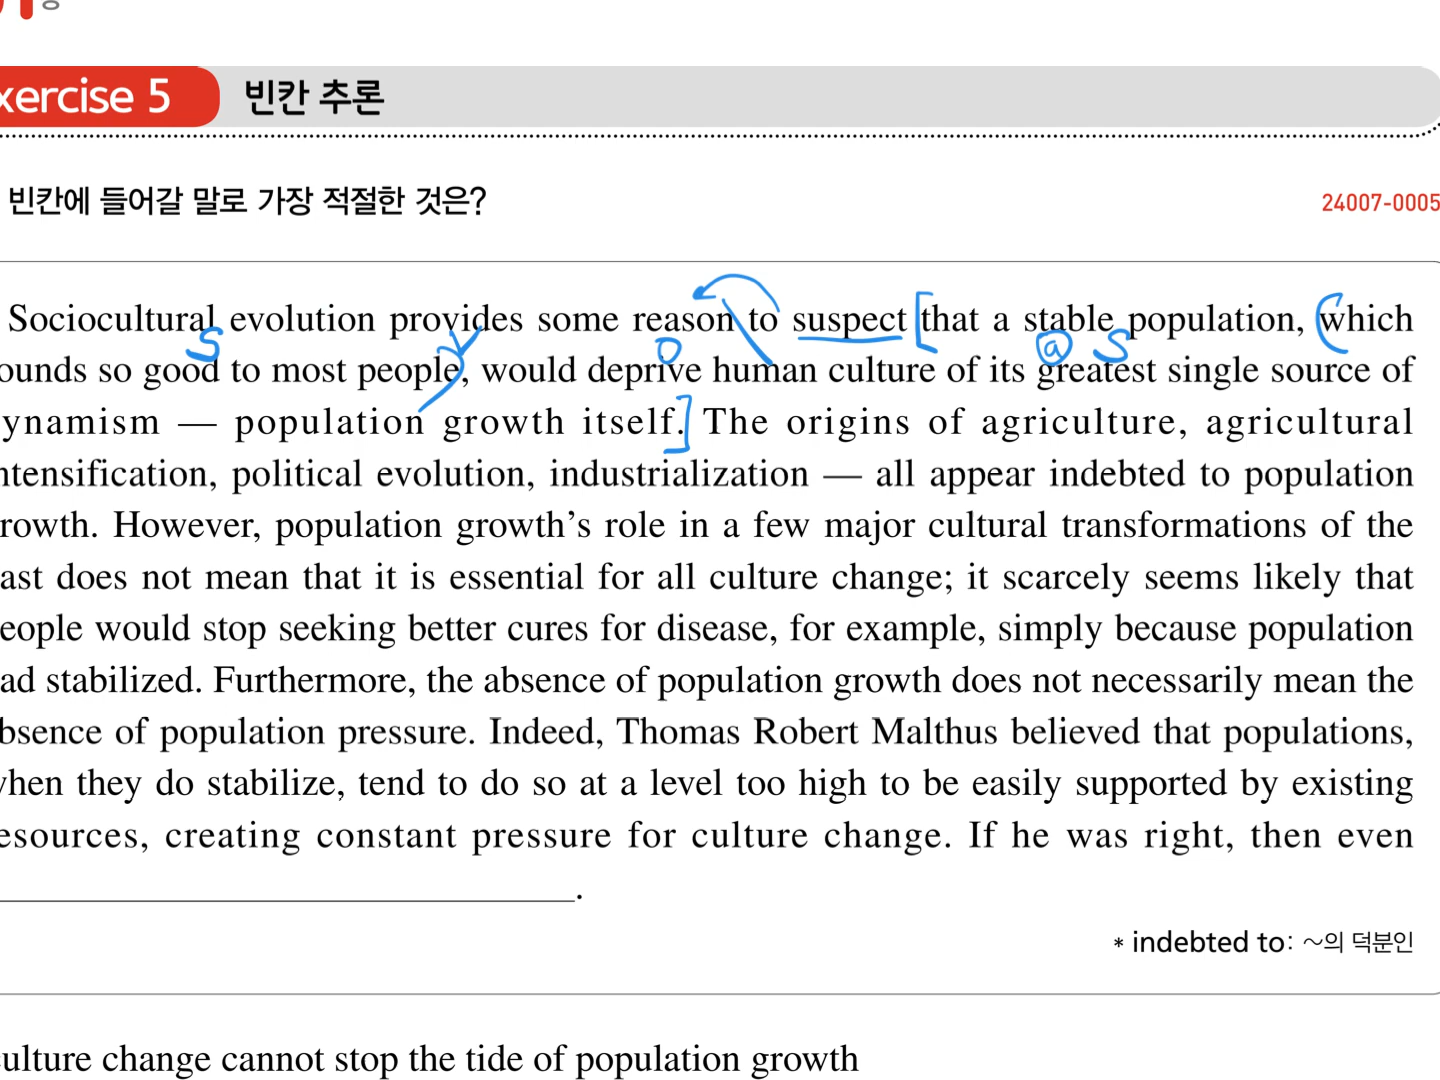 xercise 5 빈칸 추론
빈칸에 들어갈 말로 가장 적절한 것은?
24007-0005
Sociocultural evolution provides some reason to suspect that a stable population, which
ounds so good to most people, would deprive human culture of its greatest single source of
ynamism — population growth itself. The origins of agriculture, agricultural
ntensification, political evolution, industrialization — all appear indebted to population
rowth. However, population growth's role in a few major cultural transformations of the
ast does not mean that it is essential for all culture change; it scarcely seems likely that
eople would stop seeking better cures for disease, for example, simply because population
ad stabilized. Furthermore, the absence of population growth does not necessarily mean the
bsence of population pressure. Indeed, Thomas Robert Malthus believed that populations,
when they do stabilize, tend to do so at a level too high to be easily supported by existing
esources, creating constant pressure for culture change. If he was right, then even
.
* indebted to: ~의 덕분인
culture change cannot stop the tide of population growth
S
V
O
a
S